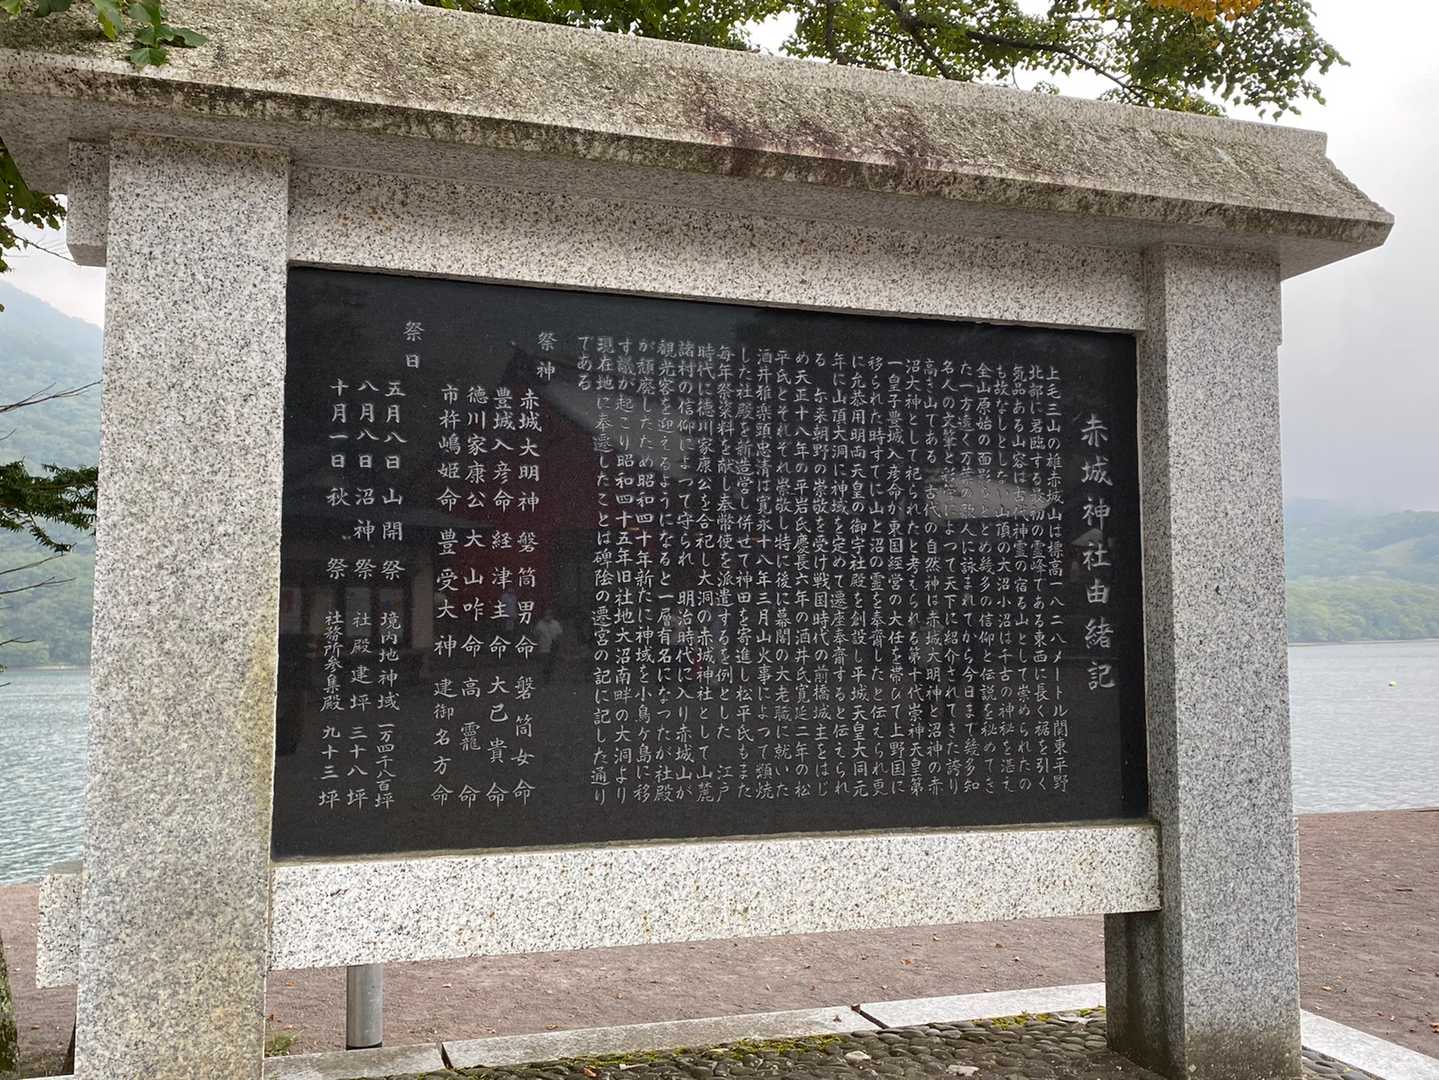 赤城神社由緒記
上毛三山の雄赤城山は標高一八二八メートル関東平野
北部に君臨する最初の霊峰である東西に長く裾を引く
気品ある山容は古代神霊の宿る山として崇められたの
も故なしとしない山頂の大沼小沼は千古の神秘を湛え
全山原始の面影をとどめ幾多の信仰と伝説を秘めてき
た一方遠く万葉の歌人に詠まれてから今日まで幾多知
名人の文筆と彩管によつて天下に紹介されてきた誇り
高き山である 古代の自然神は赤城大明神と沼神の赤
沼大神として祀られたと考えられる第十代崇神天皇第
一皇子豊城入彦命が東国経営の大任を帯びて上野国に
移られた時すでに山と沼の霊を奉齋したと伝えられ更
に允恭用明両天皇の御宇社殿を創設し平城天皇大同元
年に山頂大洞に神域を定めて遷座奉齋すると伝えられ
る 尓来朝野の崇敬を受け戦国時代の前橋城主をはじ
め天正十八年の平岩氏慶長六年の酒井氏寛延二年の松
平氏とそれぞれ崇敬し特に後に幕閣の大老職に就いた
酒井雅楽頭忠清は寛永十八年三月山火事によつて類焼
した社殿を新造営し併せて神田を寄進し松平氏もまた
毎年祭粢料を献し奉幣使を派遣するを例とした 江戸
時代に徳川家康公を合祀し大洞の赤城神社として山麓
諸村の信仰によつて守られ 明治時代に入り赤城山が
観光客を迎えるようになると一層有名になつたが社殿
が頽廃したため昭和四十年新たに神域を小鳥ケ島に移
す議が起こり昭和四十五年旧社地大沼南畔の大洞より
現在地に奉遷したことは碑陰の遷宮の記に記した通り
である
祭神
赤城大明神 磐筒男命 磐筒女命
豊城入彦命 経津主命 大己貴命
徳川家康公 大山咋命 高龗命
市杵嶋姫命 豊受大神 建御名方命
祭日
五月八日 山開祭 境内地神域 一万四千八百坪
八月八日 沼神祭 社殿建坪 三十八坪
十月一日 秋祭 社務所参集殿 九十三坪